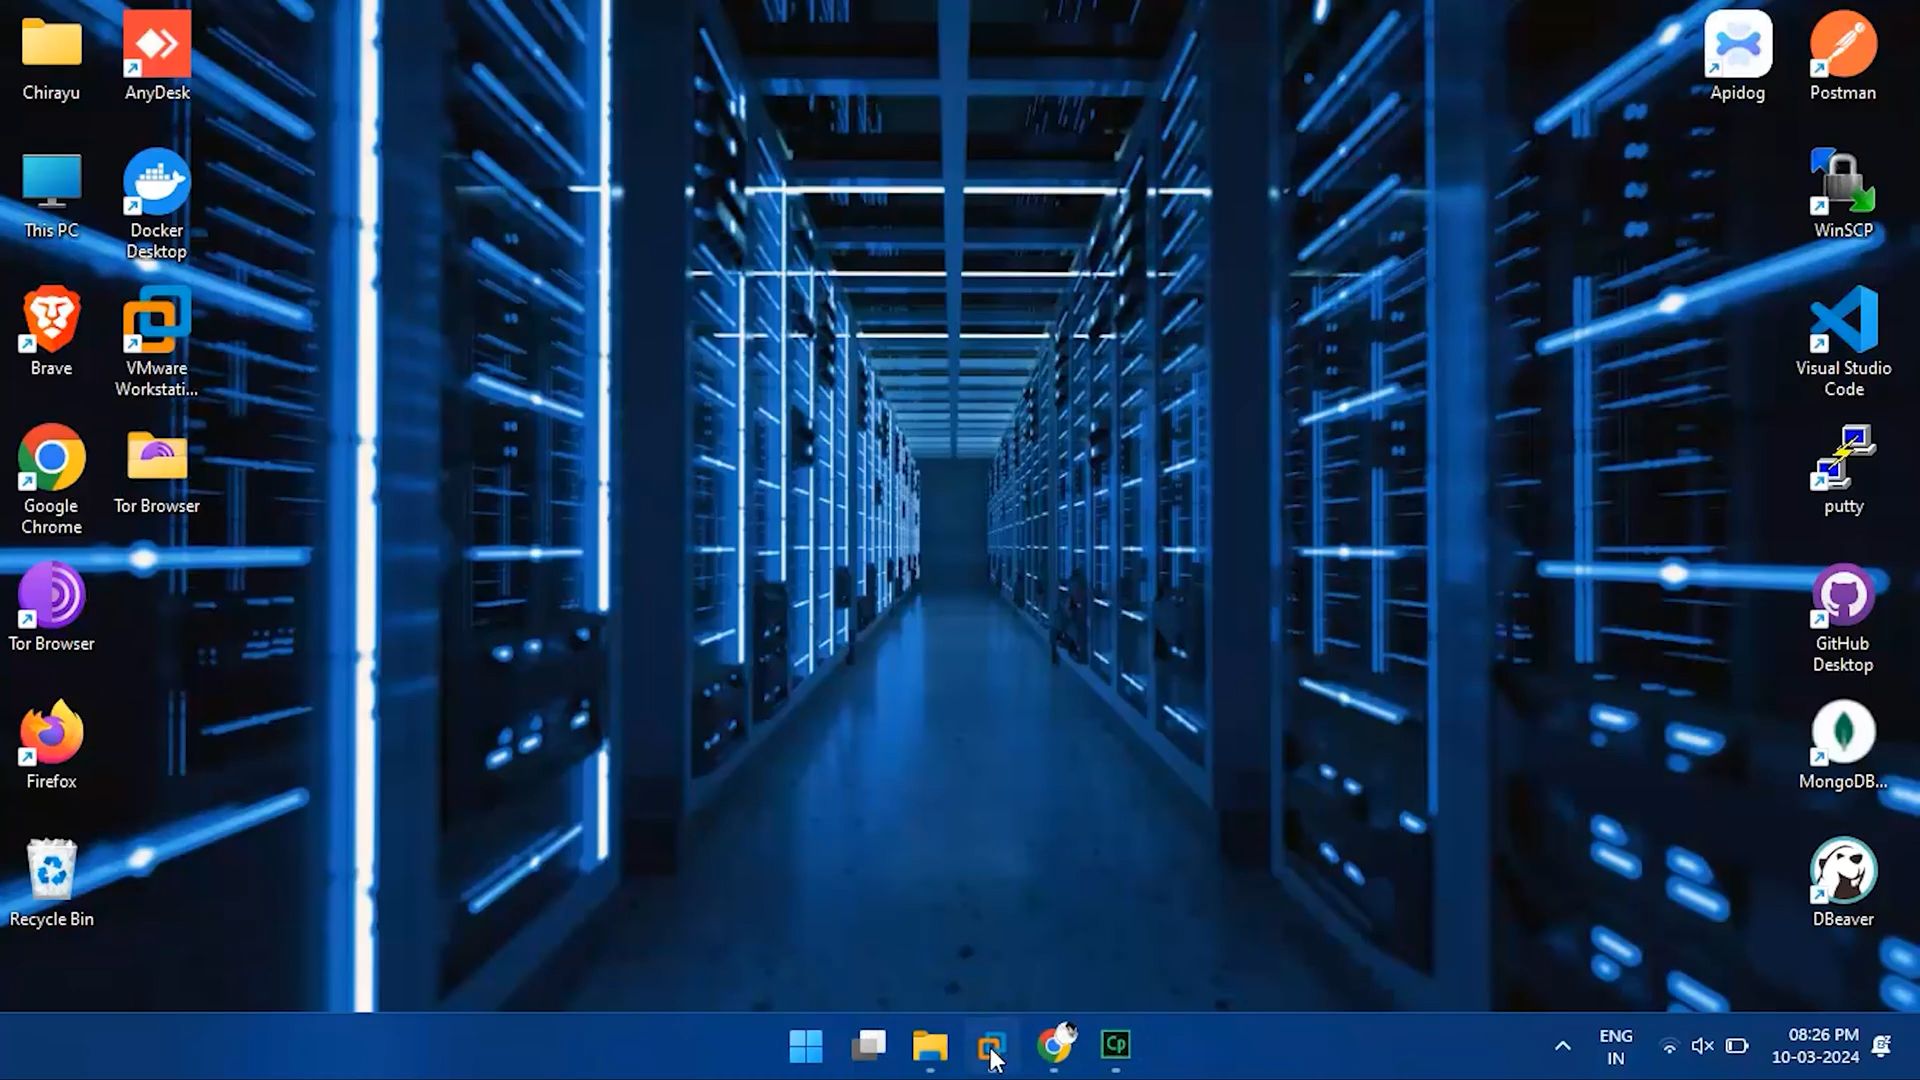 Chirayu
AnyDesk
This PC
Docker
Desktop
Brave
VMware
Workstati...
Google
Chrome
Tor Browser
Tor Browser
Firefox
Recycle Bin
Apidog
Postman
WinSCP
Visual Studio
Code
putty
GitHub
Desktop
MongoDB...
DBeaver
Cp
ENG
IN
08:26 PM
10-03-2024